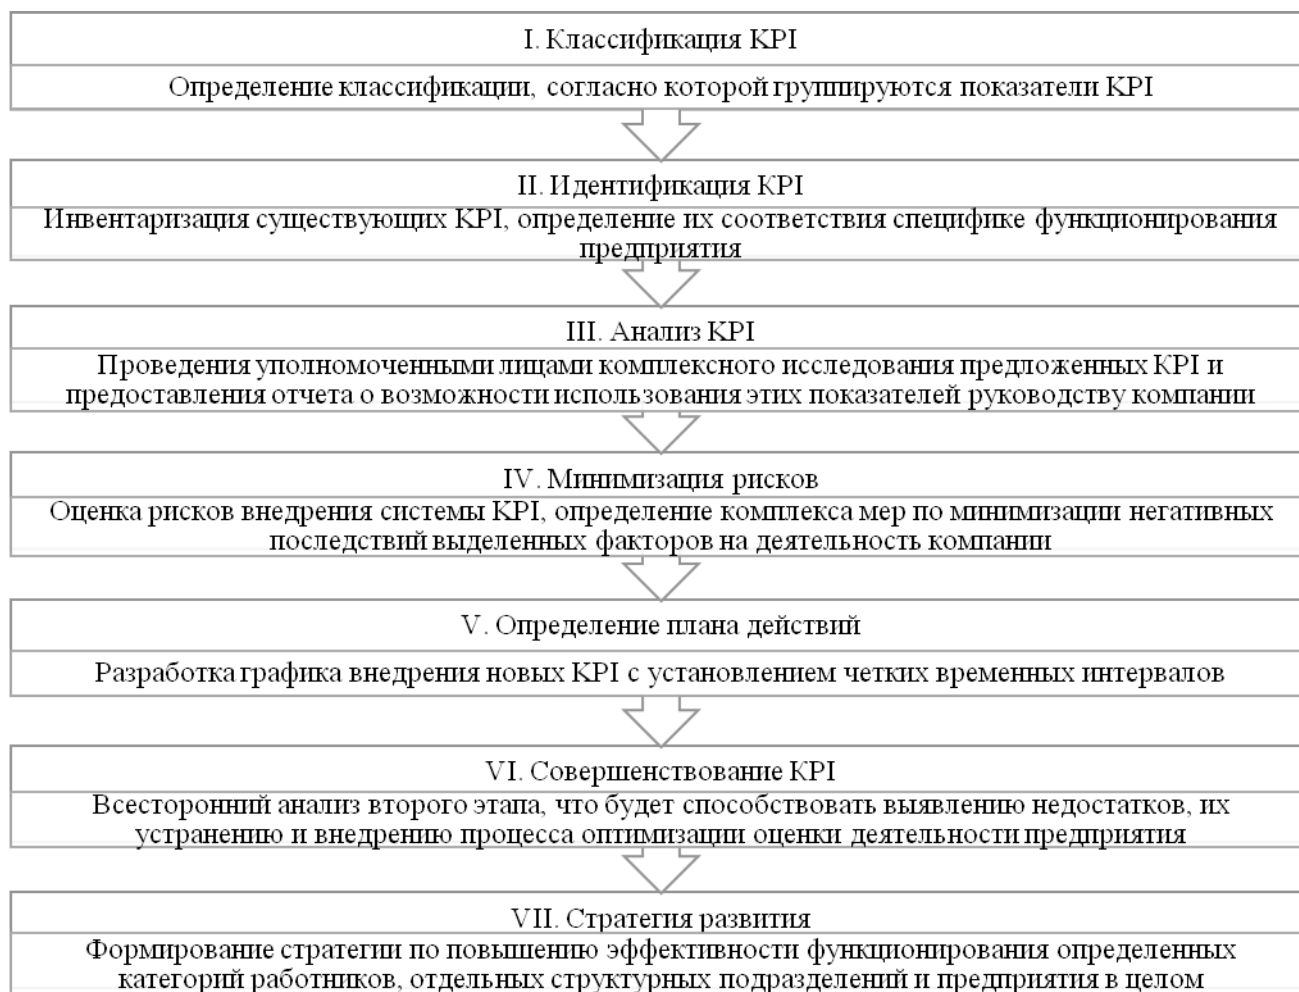 I. Классификация KPI
Определение классификации, согласно которой группируются показатели KPI
II. Идентификация KPI
Инвентаризация существующих KPI, определение их соответствия специфике функционирования
предприятия
III. Анализ KPI
Проведения уполномоченными лицами комплексного исследования предложенных KPI и
предоставления отчета о возможности использования этих показателей руководству компании
IV. Минимизация рисков
Оценка рисков внедрения системы KPI, определение комплекса мер по минимизации негативных
последствий выделенных факторов на деятельность компании
V. Определение плана действий
Разработка графика внедрения новых KPI с установлением четких временных интервалов
VI. Совершенствование KPI
Всесторонний анализ второго этапа, что будет способствовать выявлению недостатков, их
устранению и внедрению процесса оптимизации оценки деятельности предприятия
VII. Стратегия развития
Формирование стратегии по повышению эффективности функционирования определенных
категорий работников, отдельных структурных подразделений и предприятия в целом